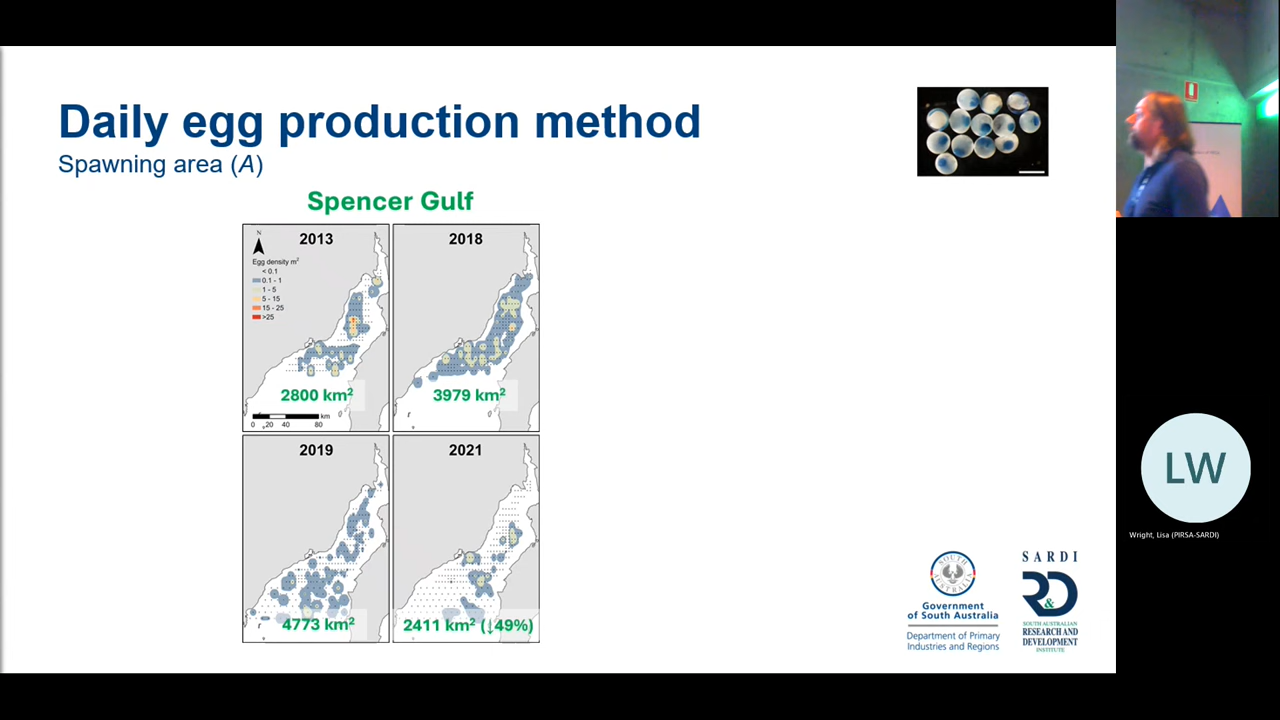 Daily egg production method
Spawning area (A)
Spencer Gulf
2013
N
Egg density m²
< 0.1
0.1 - 1
1 - 5
5 - 15
15 - 25
>25
2800 km²
km
0 20 40 80
2018
3979 km²
2019
4773 km²
2021
2411 km² (↓49%)
SOUTH
AUSTRALIA
Government
of South Australia
Department of Primary
Industries and Regions
SARDI
R&D
SOUTH AUSTRALIAN
RESEARCH AND
DEVELOPMENT
INSTITUTE
LW
Wright, Lisa (PIRSA-SARDI)